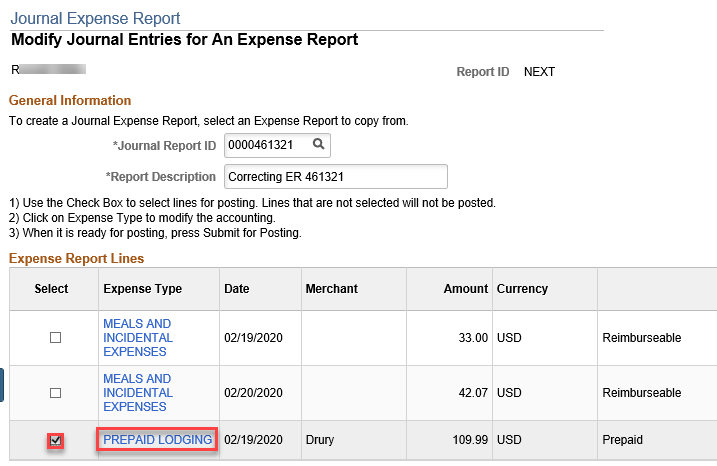 Journal Expense Report
Modify Journal Entries for An Expense Report
Report ID NEXT
General Information
To create a Journal Expense Report, select an Expense Report to copy from.
*Journal Report ID 0000461321
*Report Description Correcting ER 461321
1) Use the Check Box to select lines for posting. Lines that are not selected will not be posted.
2) Click on Expense Type to modify the accounting.
3) When it is ready for posting, press Submit for Posting.
Expense Report Lines
Select Expense Type Date Merchant Amount Currency
MEALS AND
INCIDENTAL 02/19/2020 33.00 USD Reimburseable
EXPENSES
MEALS AND
INCIDENTAL 02/20/2020 42.07 USD Reimburseable
EXPENSES
PREPAID LODGING 02/19/2020 Drury 109.99 USD Prepaid